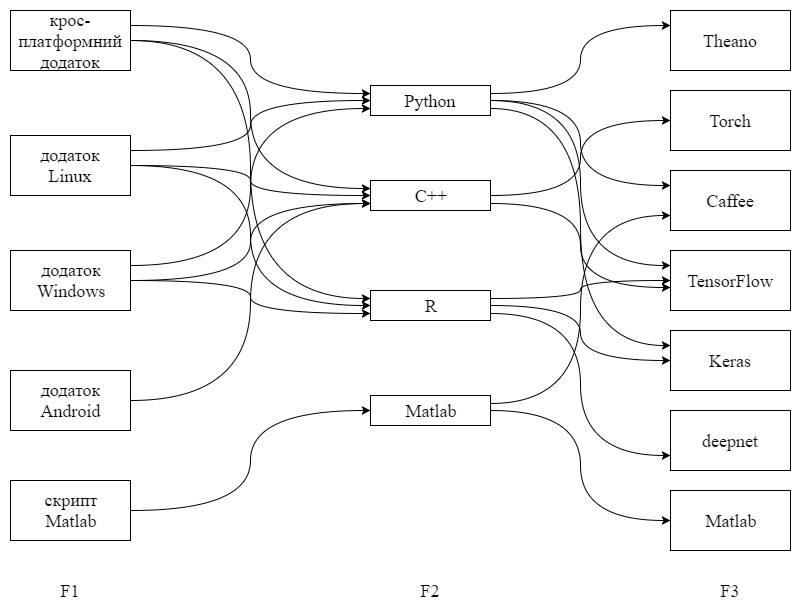 крос-
платформний
додаток
додаток
Linux
додаток
Windows
додаток
Android
скрипт
Matlab
Python
C++
R
Matlab
Theano
Torch
Caffee
TensorFlow
Keras
deepnet
Matlab
F1
F2
F3